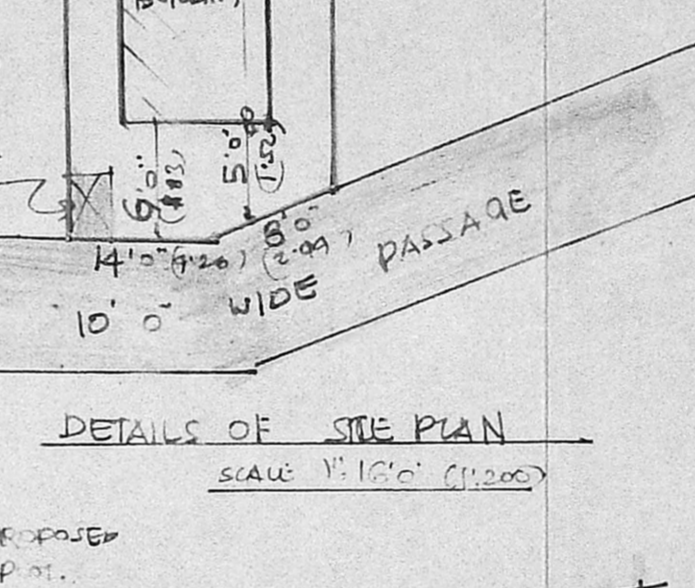 6'0"
(1.83)
5'0"
(1.52)
14'0" (4.26)
8'0"
(2.44)
10' 0" WIDE PASSAGE
DETAILS OF SITE PLAN
SCALE 1": 16'0" (1:200)
ROPOSED